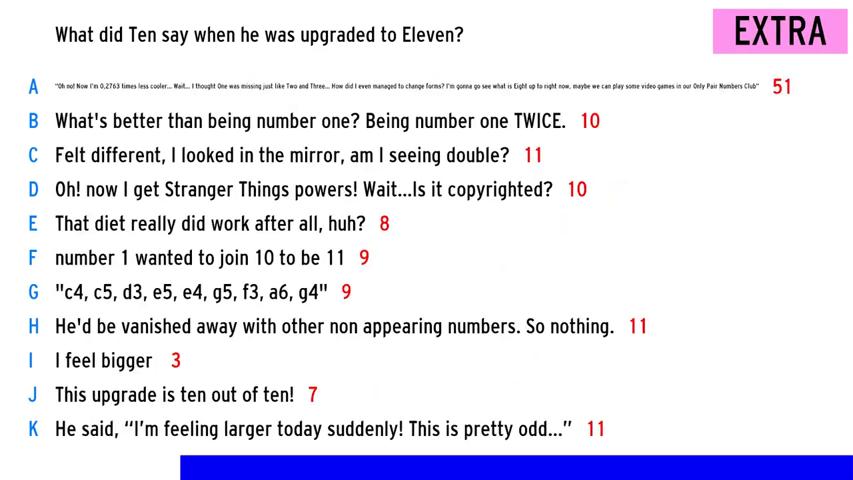 What did Ten say when he was upgraded to Eleven?
EXTRA
A "Oh no! Now I'm 0,2763 times less cooler... Wait... I thought One was missing just like Two and Three... How did I even managed to change forms? I'm gonna go see what is Eight up to right now, maybe we can play some video games in our Only Pair Numbers Club" 51
B What's better than being number one? Being number one TWICE. 10
C Felt different, I looked in the mirror, am I seeing double? 11
D Oh! now I get Stranger Things powers! Wait...Is it copyrighted? 10
E That diet really did work after all, huh? 8
F number 1 wanted to join 10 to be 11 9
G "c4, c5, d3, e5, e4, g5, f3, a6, g4" 9
H He'd be vanished away with other non appearing numbers. So nothing. 11
I I feel bigger 3
J This upgrade is ten out of ten! 7
K He said, “I'm feeling larger today suddenly! This is pretty odd...” 11